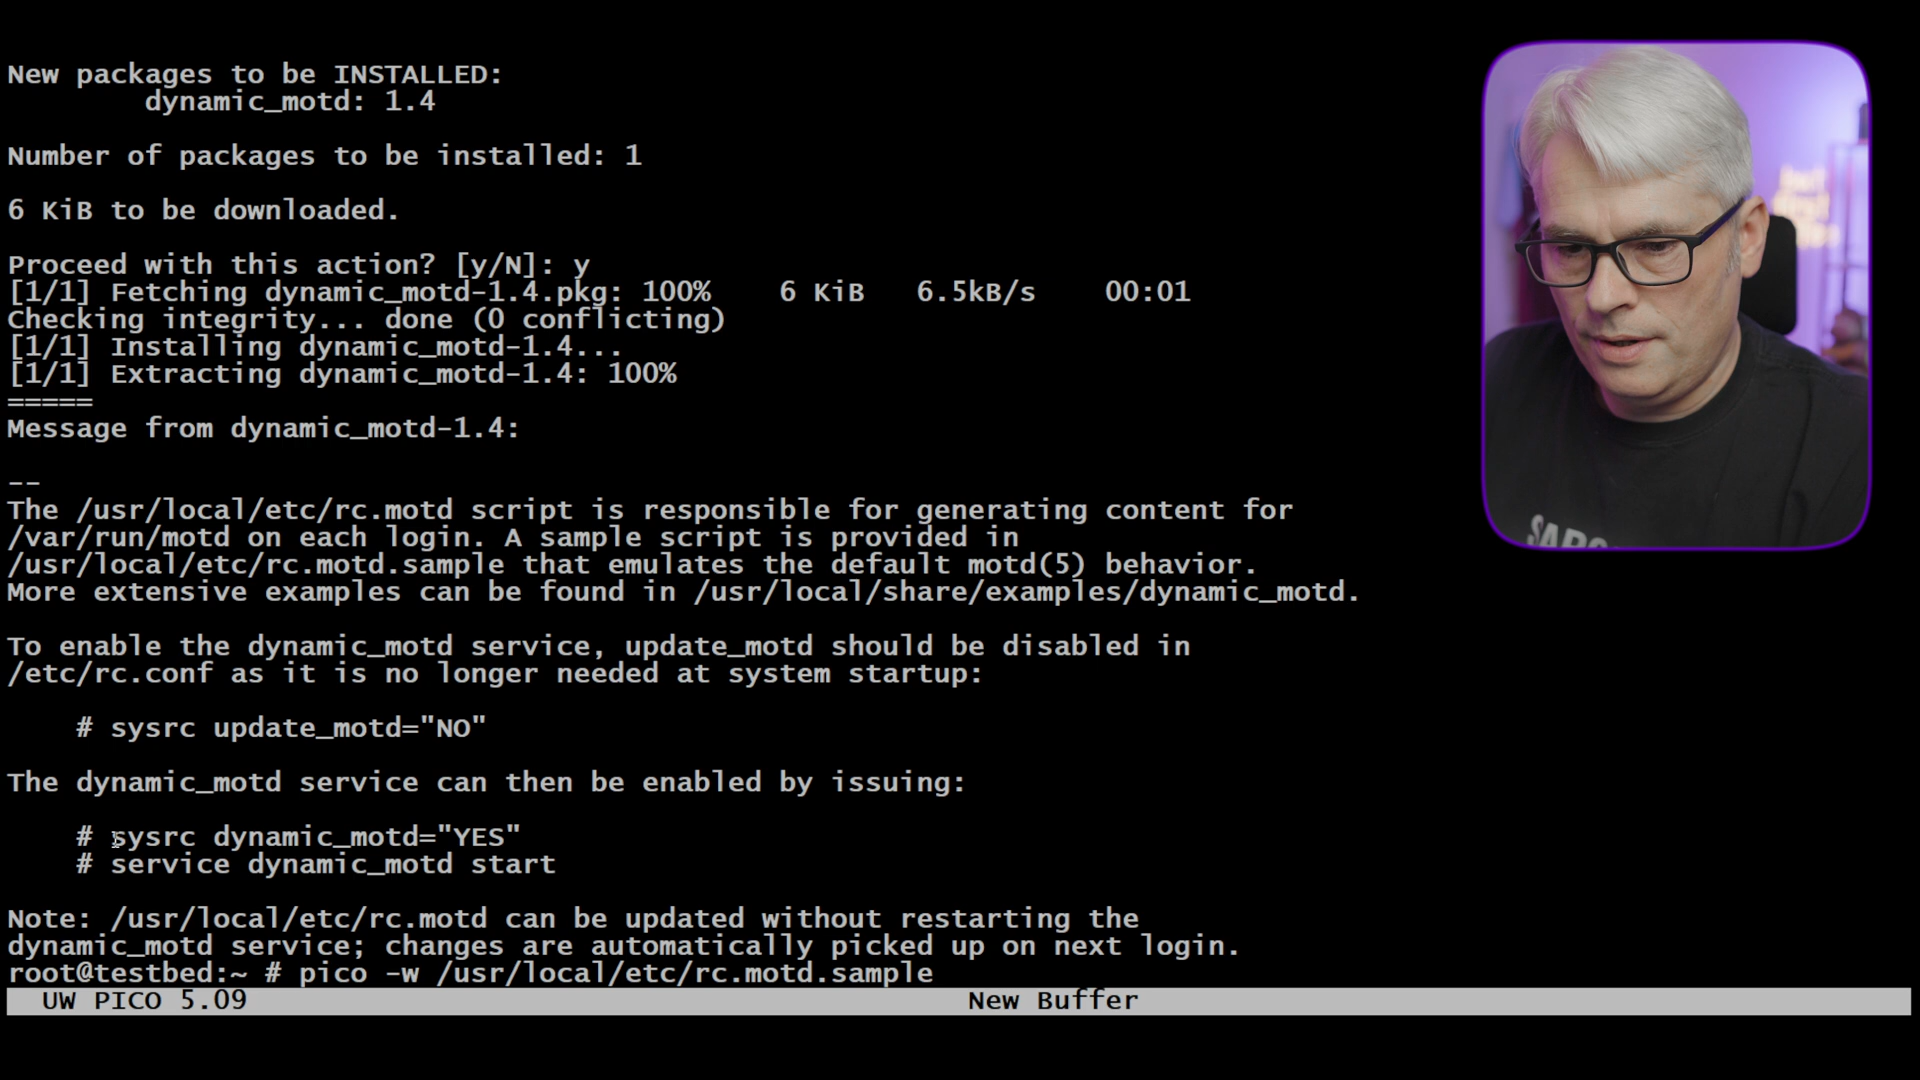 New packages to be INSTALLED:
dynamic_motd: 1.4
Number of packages to be installed: 1
6 KiB to be downloaded.
Proceed with this action? [y/N]: y
[1/1] Fetching dynamic_motd-1.4.pkg: 100% 6 KiB 6.5kB/s 00:01
Checking integrity... done (0 conflicting)
[1/1] Installing dynamic_motd-1.4...
[1/1] Extracting dynamic_motd-1.4: 100%
=====
Message from dynamic_motd-1.4:
--
The /usr/local/etc/rc.motd script is responsible for generating content for
/var/run/motd on each login. A sample script is provided in
/usr/local/etc/rc.motd.sample that emulates the default motd(5) behavior.
More extensive examples can be found in /usr/local/share/examples/dynamic_motd.
To enable the dynamic_motd service, update_motd should be disabled in
/etc/rc.conf as it is no longer needed at system startup:
# sysrc update_motd="NO"
The dynamic_motd service can then be enabled by issuing:
# sysrc dynamic_motd="YES"
# service dynamic_motd start
Note: /usr/local/etc/rc.motd can be updated without restarting the
dynamic_motd service; changes are automatically picked up on next login.
root@testbed:~ # pico -w /usr/local/etc/rc.motd.sample
UW PICO 5.09 New Buffer